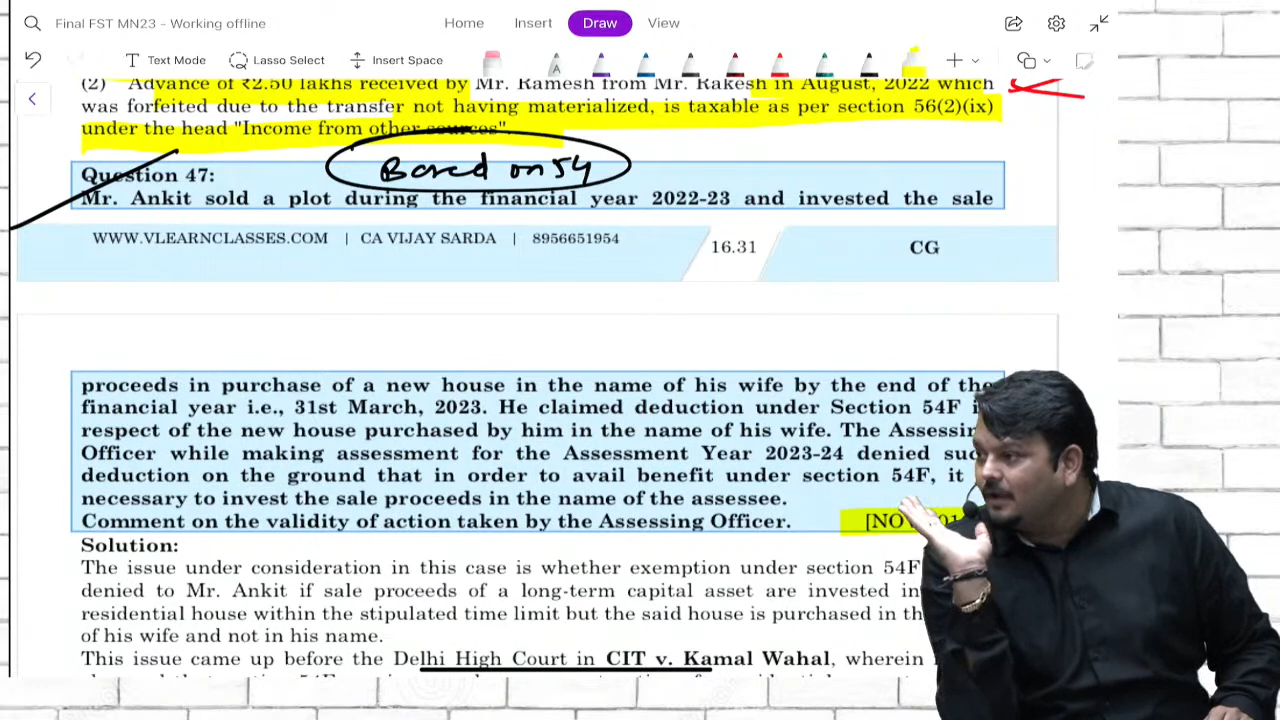 Final FST MN23 - Working offline
Home Insert Draw View
Text Mode Lasso Select Insert Space
(2) Advance of ₹2.50 lakhs received by Mr. Ramesh from Mr. Rakesh in August, 2022 which
was forfeited due to the transfer not having materialized, is taxable as per section 56(2)(ix)
under the head "Income from other sources".
Based on 54
Question 47:
Mr. Ankit sold a plot during the financial year 2022-23 and invested the sale
WWW.VLEARNCLASSES.COM | CA VIJAY SARDA | 8956651954
16.31
CG
proceeds in purchase of a new house in the name of his wife by the end of the
financial year i.e., 31st March, 2023. He claimed deduction under Section 54F
respect of the new house purchased by him in the name of his wife. The
Officer while making assessment for the Assessment Year 2023-24 denied
deduction on the ground that in order to avail benefit under section 54F, it
necessary to invest the sale proceeds in the name of the assessee.
Comment on the validity of action taken by the Assessing Officer.
Solution:
The issue under consideration in this case is whether exemption under section 54F
denied to Mr. Ankit if sale proceeds of a long-term capital asset are invested in
residential house within the stipulated time limit but the said house is purchased in
of his wife and not in his name.
This issue came up before the Delhi High Court in CIT v. Kamal Wahal, wherein